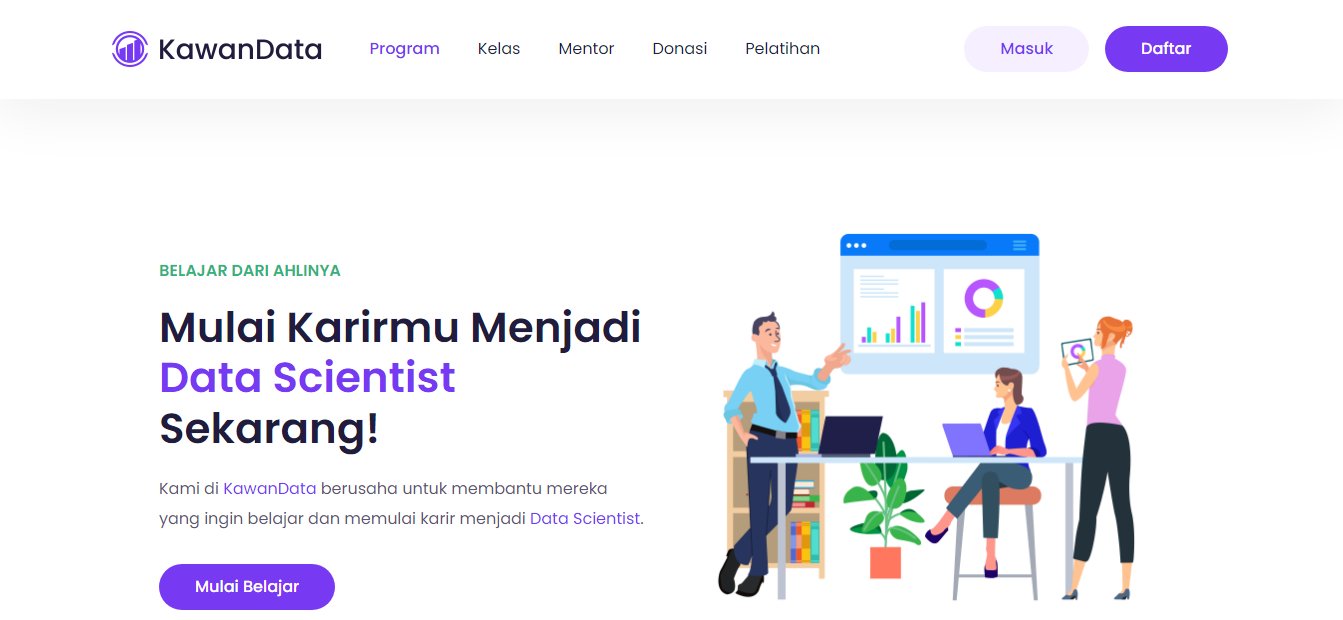 KawanData Program Kelas Mentor Donasi Pelatihan Masuk Daftar
BELAJAR DARI AHLINYA
Mulai Karirmu Menjadi
Data Scientist
Sekarang!
Kami di KawanData berusaha untuk membantu mereka
yang ingin belajar dan memulai karir menjadi Data Scientist.
Mulai Belajar